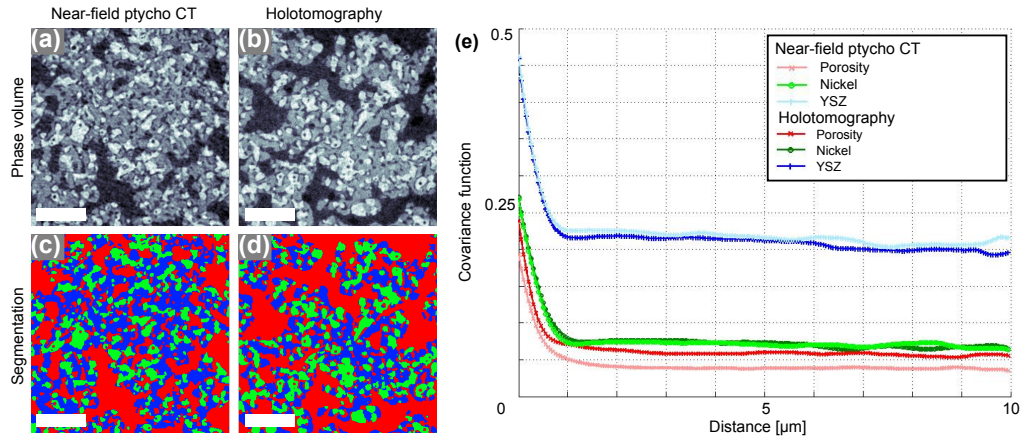 Near-field ptycho CT
Holotomography
Phase volume
(a)
(b)
Segmentation
(c)
(d)
(e)
Covariance function
0.5
0.25
0
5
10
Distance [µm]
Near-field ptycho CT
Porosity
Nickel
YSZ
Holotomography
Porosity
Nickel
YSZ